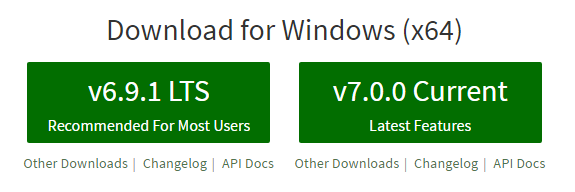 Download for Windows (x64)
v6.9.1 LTS
Recommended For Most Users
Other Downloads | Changelog | API Docs
v7.0.0 Current
Latest Features
Other Downloads | Changelog | API Docs